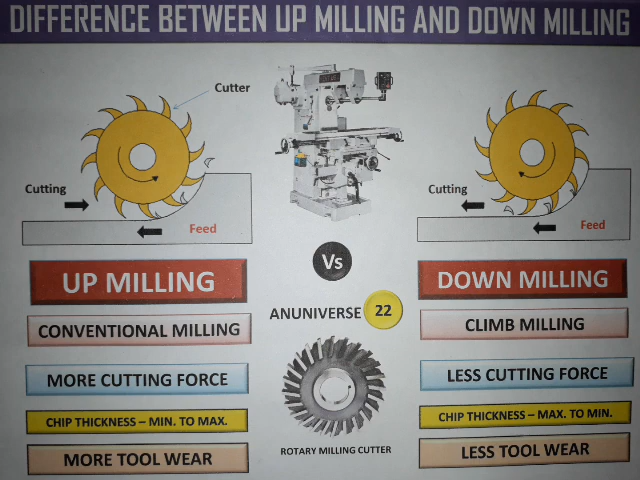 DIFFERENCE BETWEEN UP MILLING AND DOWN MILLING
Cutter
Cutting
Feed
UP MILLING
CONVENTIONAL MILLING
MORE CUTTING FORCE
CHIP THICKNESS – MIN. TO MAX.
MORE TOOL WEAR
Vs
ANUNIVERSE 22
ROTARY MILLING CUTTER
Cutting
Feed
DOWN MILLING
CLIMB MILLING
LESS CUTTING FORCE
CHIP THICKNESS – MAX. TO MIN.
LESS TOOL WEAR